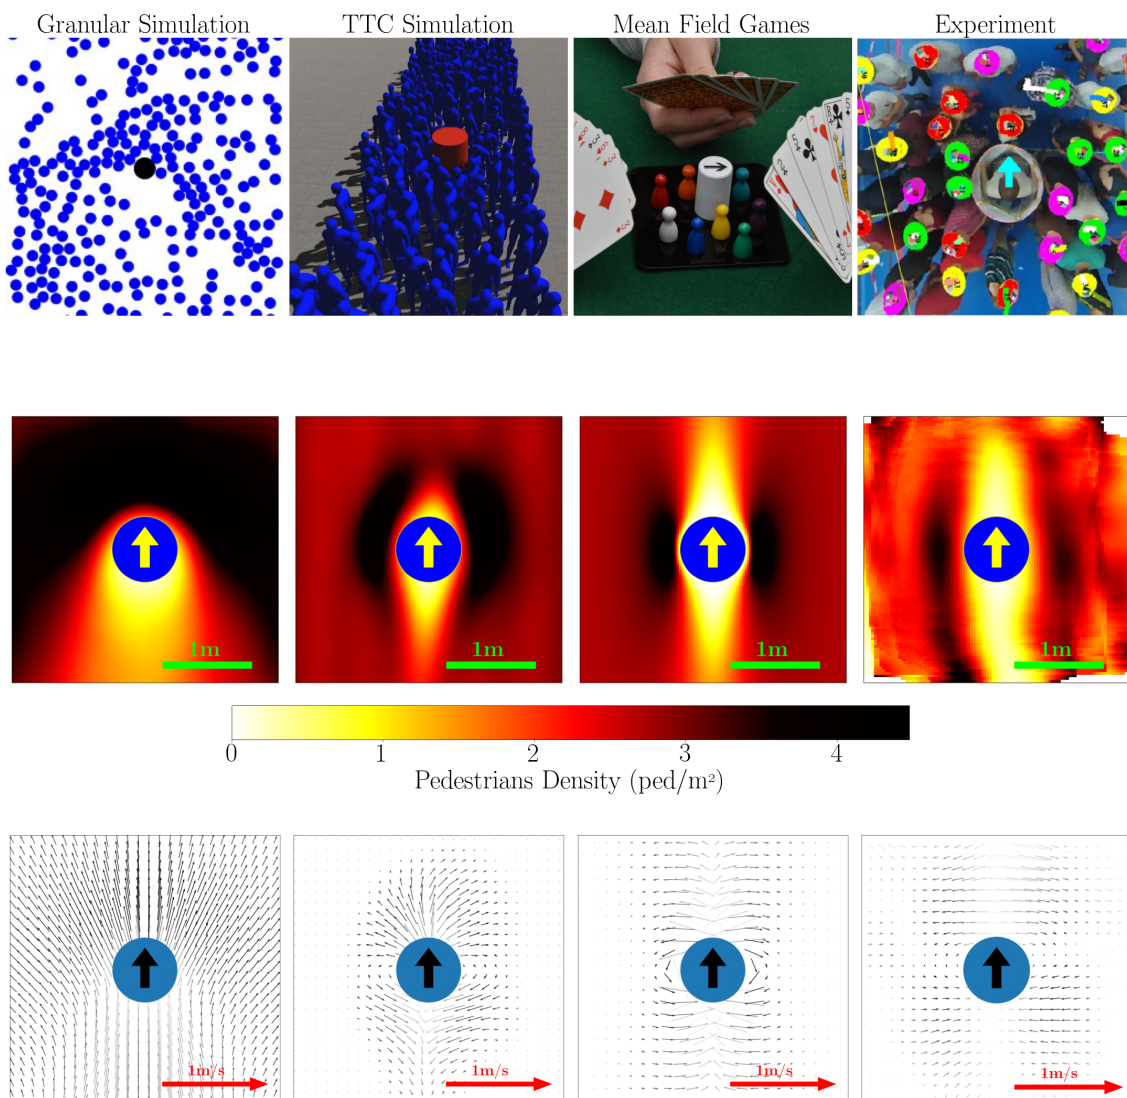 Granular Simulation
TTC Simulation
Mean Field Games
Experiment
1m
1m
1m
1m
0 1 2 3 4
Pedestrians Density (ped/m²)
1m/s
1m/s
1m/s
1m/s